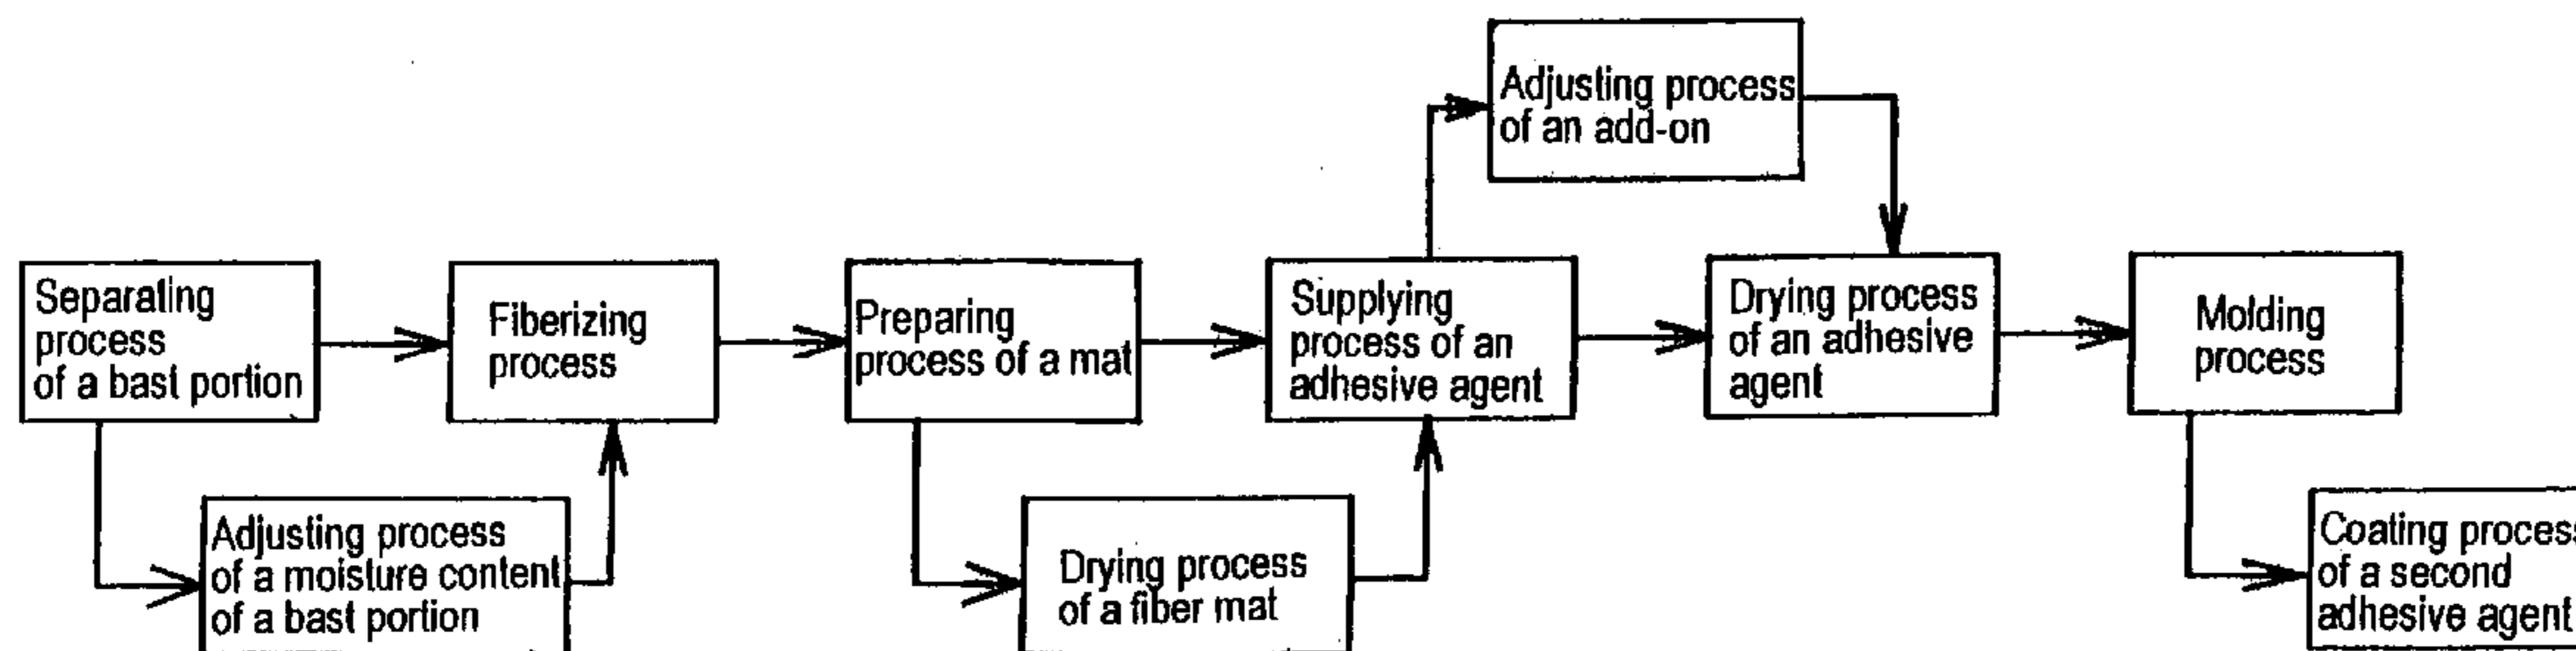 Adjusting process
of an add-on
Separating
process
of a bast portion
Fiberizing
process
Preparing
process of a mat
Supplying
process of an
adhesive agent
Drying process
of an adhesive
agent
Molding
process
Adjusting process
of a moisture content
of a bast portion
Drying process
of a fiber mat
Coating process
of a second
adhesive agent